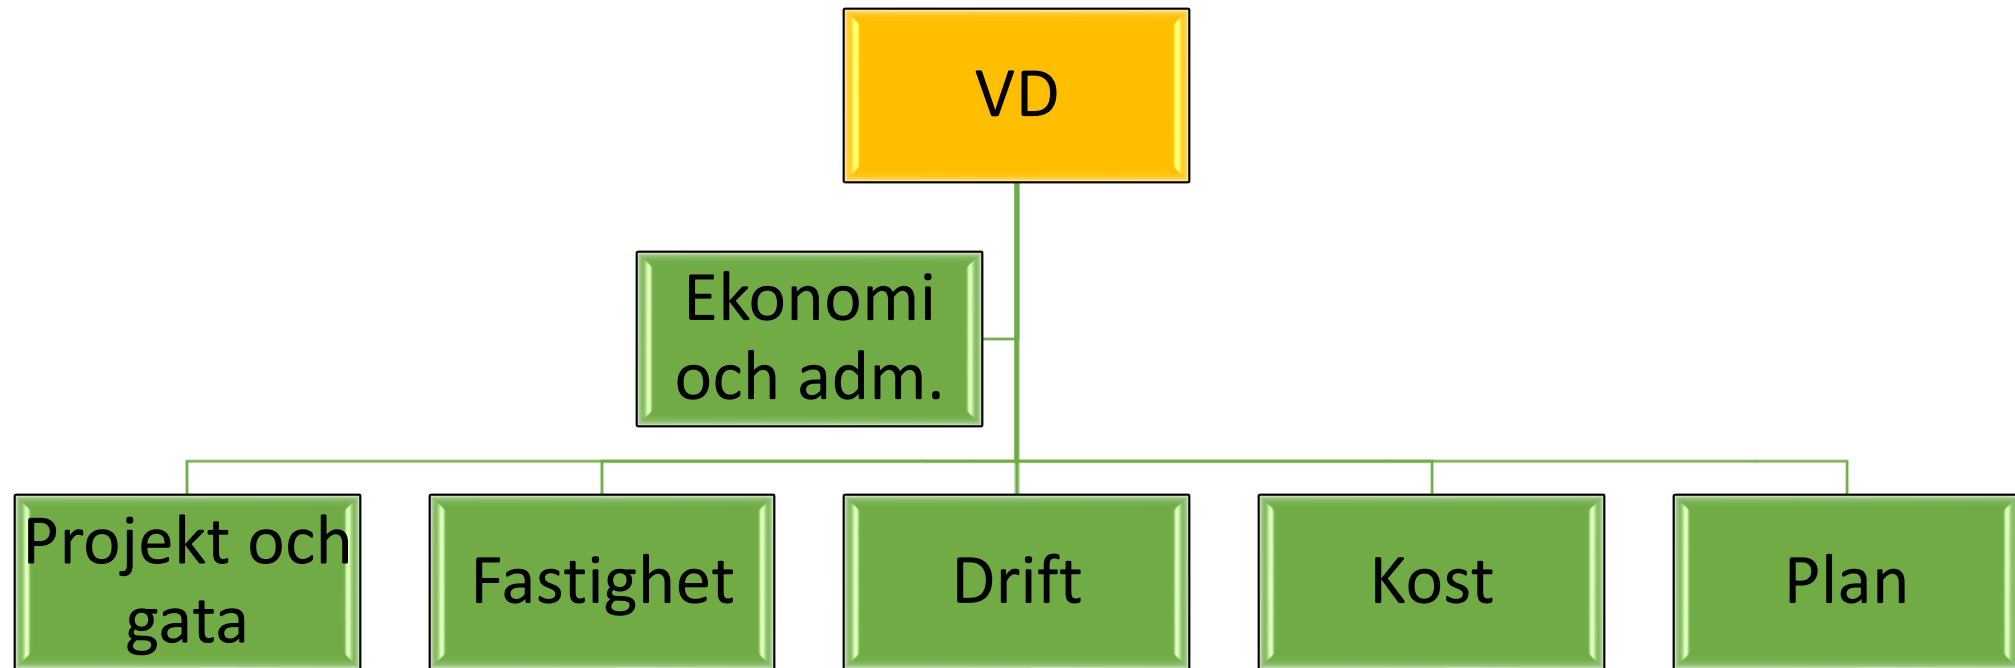 VD
Ekonomi
och adm.
Projekt och
gata
Fastighet
Drift
Kost
Plan